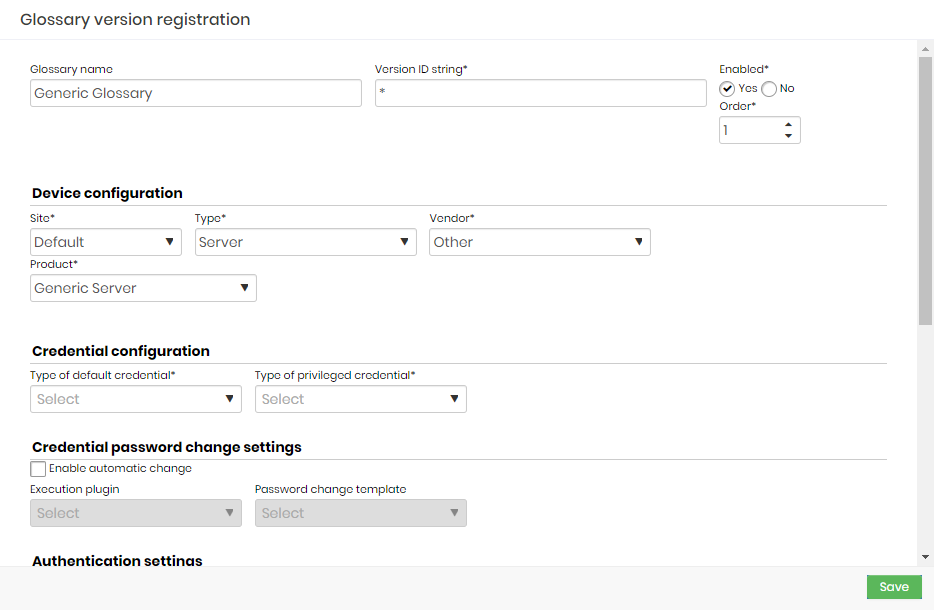 Glossary version registration
Glossary name
Version ID string*
Enabled*
Generic Glossary
*
Yes
No
Order*
1
Device configuration
Site*
Type*
Vendor*
Default
Server
Other
Product*
Generic Server
Credential configuration
Type of default credential*
Type of privileged credential*
Select
Select
Credential password change settings
Enable automatic change
Execution plugin
Password change template
Select
Select
Authentication settings
Save